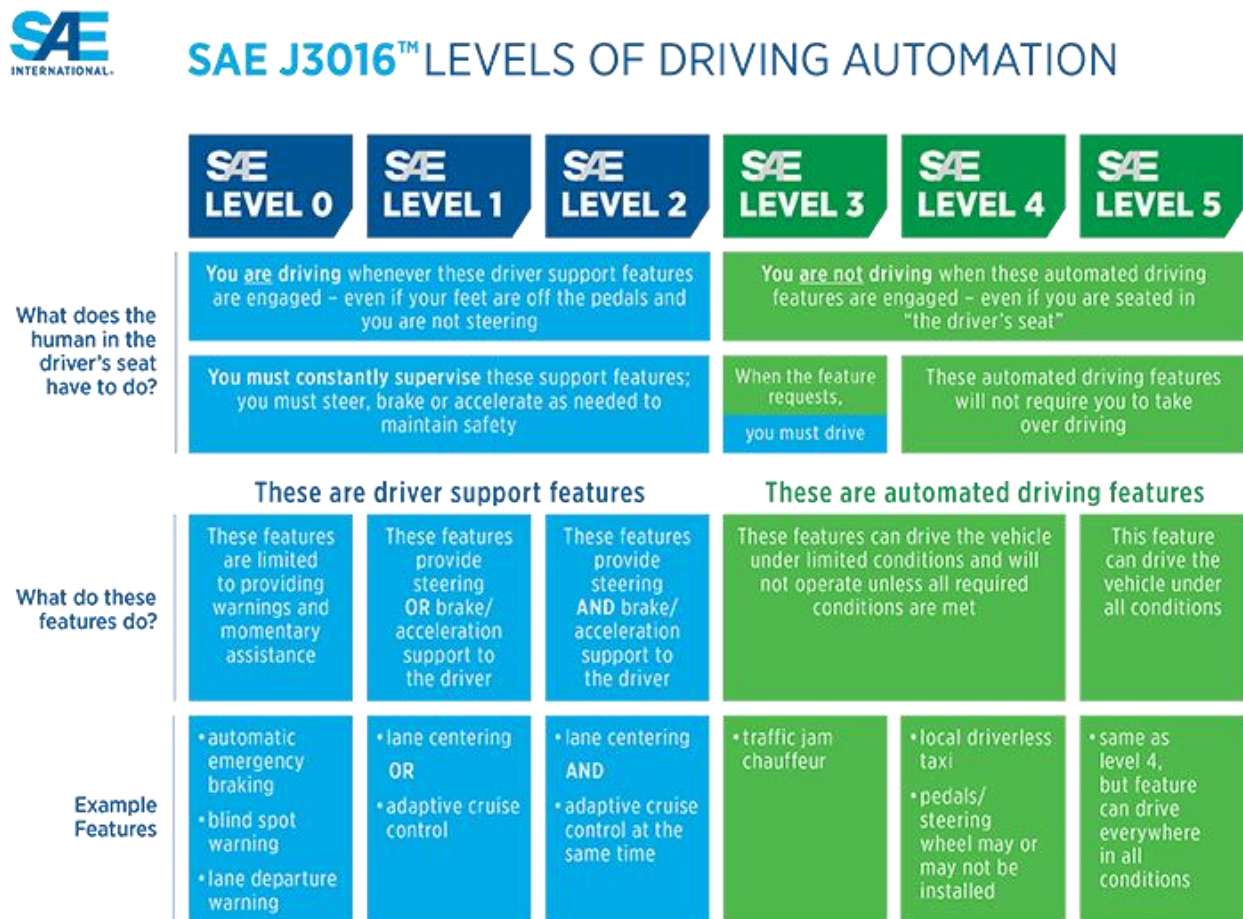 SAE
INTERNATIONAL®
SAE J3016™ LEVELS OF DRIVING AUTOMATION
SAE
LEVEL 0
SAE
LEVEL 1
SAE
LEVEL 2
SAE
LEVEL 3
SAE
LEVEL 4
SAE
LEVEL 5
What does the
human in the
driver's seat
have to do?
You are driving whenever these driver support features
are engaged – even if your feet are off the pedals and
you are not steering
You are not driving when these automated driving
features are engaged – even if you are seated in
"the driver's seat"
You must constantly supervise these support features;
you must steer, brake or accelerate as needed to
maintain safety
When the feature
requests,
you must drive
These automated driving features
will not require you to take
over driving
These are driver support features
These are automated driving features
What do these
features do?
These features
are limited
to providing
warnings and
momentary
assistance
These features
provide
steering
OR brake/
acceleration
support to
the driver
These features
provide
steering
AND brake/
acceleration
support to
the driver
These features can drive the vehicle
under limited conditions and will
not operate unless all required
conditions are met
This feature
can drive the
vehicle under
all conditions
Example
Features
• automatic
emergency
braking
• blind spot
warning
• lane departure
warning
• lane centering
OR
• adaptive cruise
control
• lane centering
AND
• adaptive cruise
control at the
same time
• traffic jam
chauffeur
• local driverless
taxi
• pedals/
steering
wheel may or
may not be
installed
• same as
level 4,
but feature
can drive
everywhere
in all
conditions